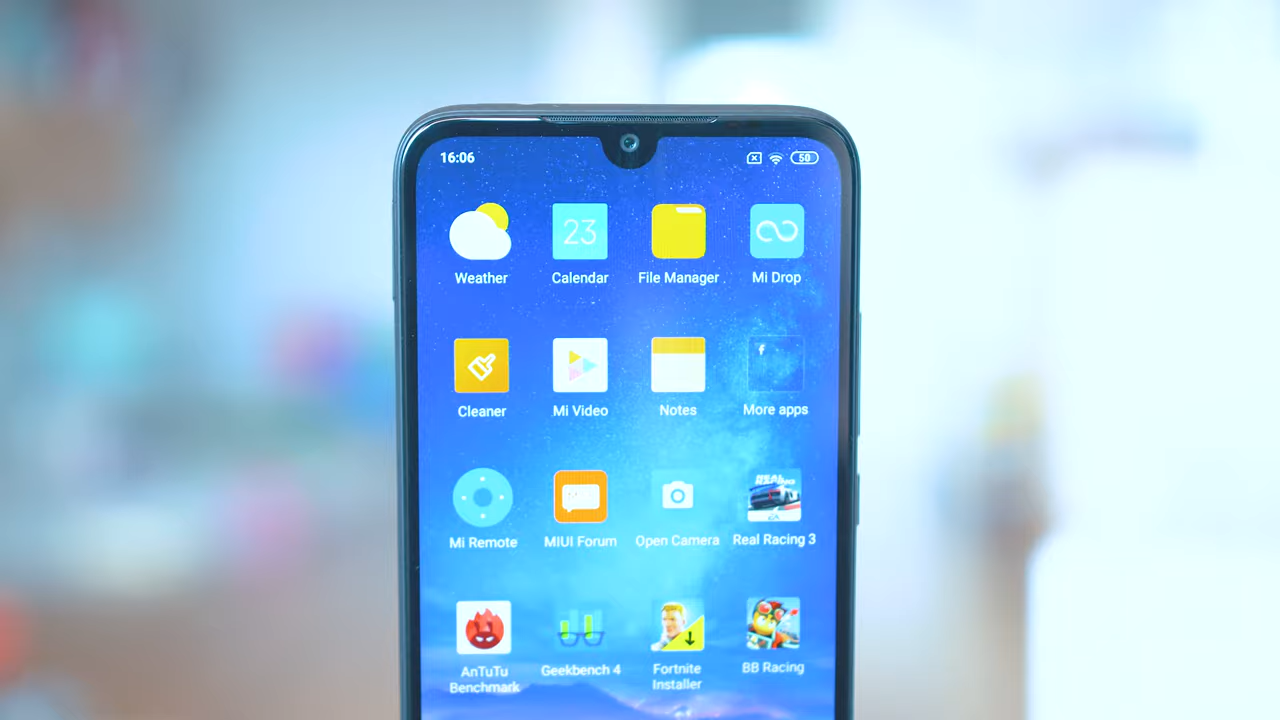 16:06
50
23
Weather
Calendar
File Manager
Mi Drop
f
Cleaner
Mi Video
Notes
More apps
REAL
Mi Remote
MIUI Forum
Open Camera
Real Racing 3
AnTuTu
Benchmark
Geekbench 4
Fortnite
Installer
BB Racing